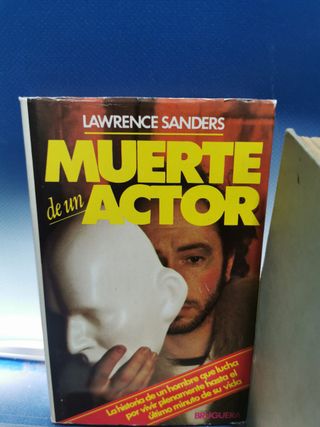 LAWRENCE SANDERS
MUERTE
de un ACTOR
La historia de un hombre que lucha
por vivir plenamente hasta el
último minuto de su vida
BRUGUERA